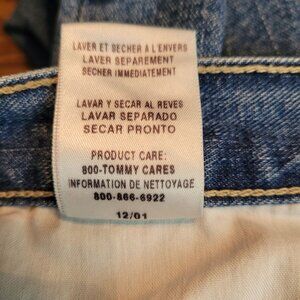 LAVER ET SECHER A L'ENVERS
LAVER SEPAREMENT
SECHER IMMEDIATEMENT
LAVAR Y SECAR AL REVES
LAVAR SEPARADO
SECAR PRONTO
PRODUCT CARE:
800-TOMMY CARES
INFORMATION DE NETTOYAGE
800-866-6922
12/01